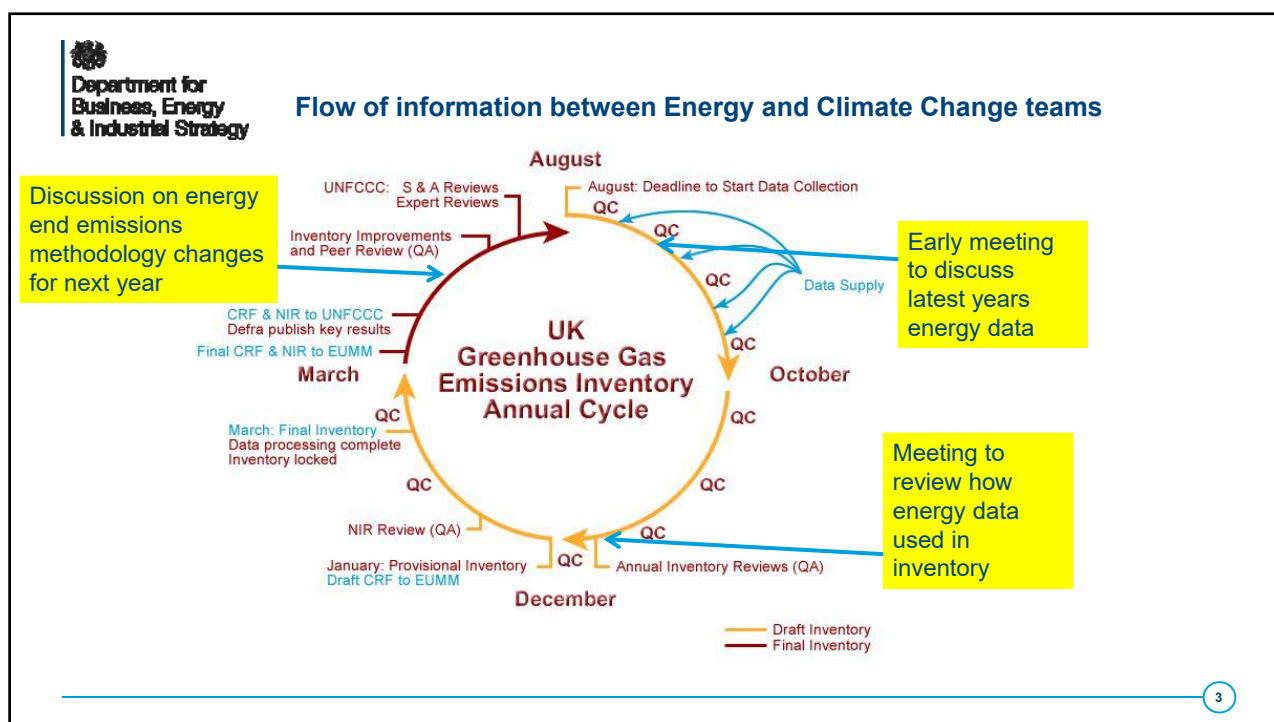 Department for
Business, Energy
& Industrial Strategy
Flow of information between Energy and Climate Change teams
August
UNFCCC: S & A Reviews
Expert Reviews
August: Deadline to Start Data Collection
QC
QC
Discussion on energy
end emissions
methodology changes
for next year
Inventory Improvements
and Peer Review (QA)
Early meeting
to discuss
latest years
energy data
QC
Data Supply
QC
CRF & NIR to UNFCCC
Defra publish key results
Final CRF & NIR to EUMM
March
UK
Greenhouse Gas
Emissions Inventory
Annual Cycle
QC
October
QC
QC
March: Final Inventory
Data processing complete
Inventory locked
Meeting to
review how
energy data
used in
inventory
QC
QC
NIR Review (QA)
QC
January: Provisional Inventory
Draft CRF to EUMM
QC
Annual Inventory Reviews (QA)
December
Draft Inventory
Final Inventory
3